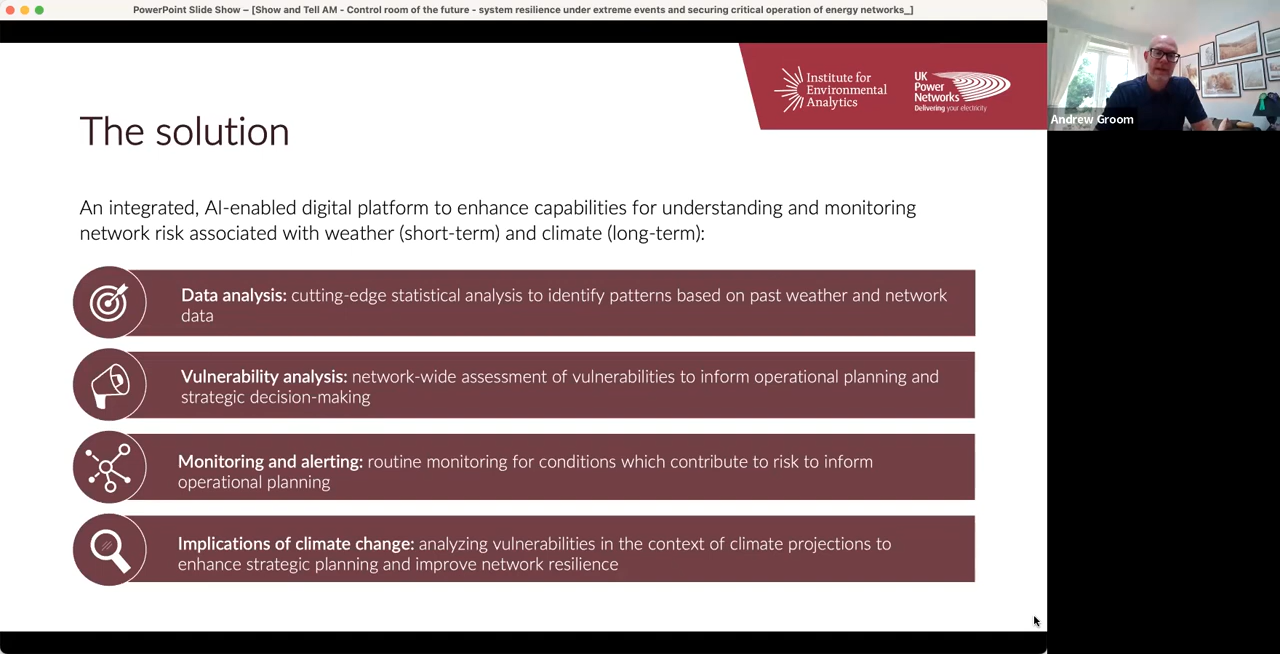 PowerPoint Slide Show – [Show and Tell AM - Control room of the future - system resilience under extreme events and securing critical operation of energy networks_]
Institute for
Environmental
Analytics
UK
Power
Networks
Delivering your electricity
Andrew Groom
The solution
An integrated, AI-enabled digital platform to enhance capabilities for understanding and monitoring
network risk associated with weather (short-term) and climate (long-term):
Data analysis: cutting-edge statistical analysis to identify patterns based on past weather and network
data
Vulnerability analysis: network-wide assessment of vulnerabilities to inform operational planning and
strategic decision-making
Monitoring and alerting: routine monitoring for conditions which contribute to risk to inform
operational planning
Implications of climate change: analyzing vulnerabilities in the context of climate projections to
enhance strategic planning and improve network resilience